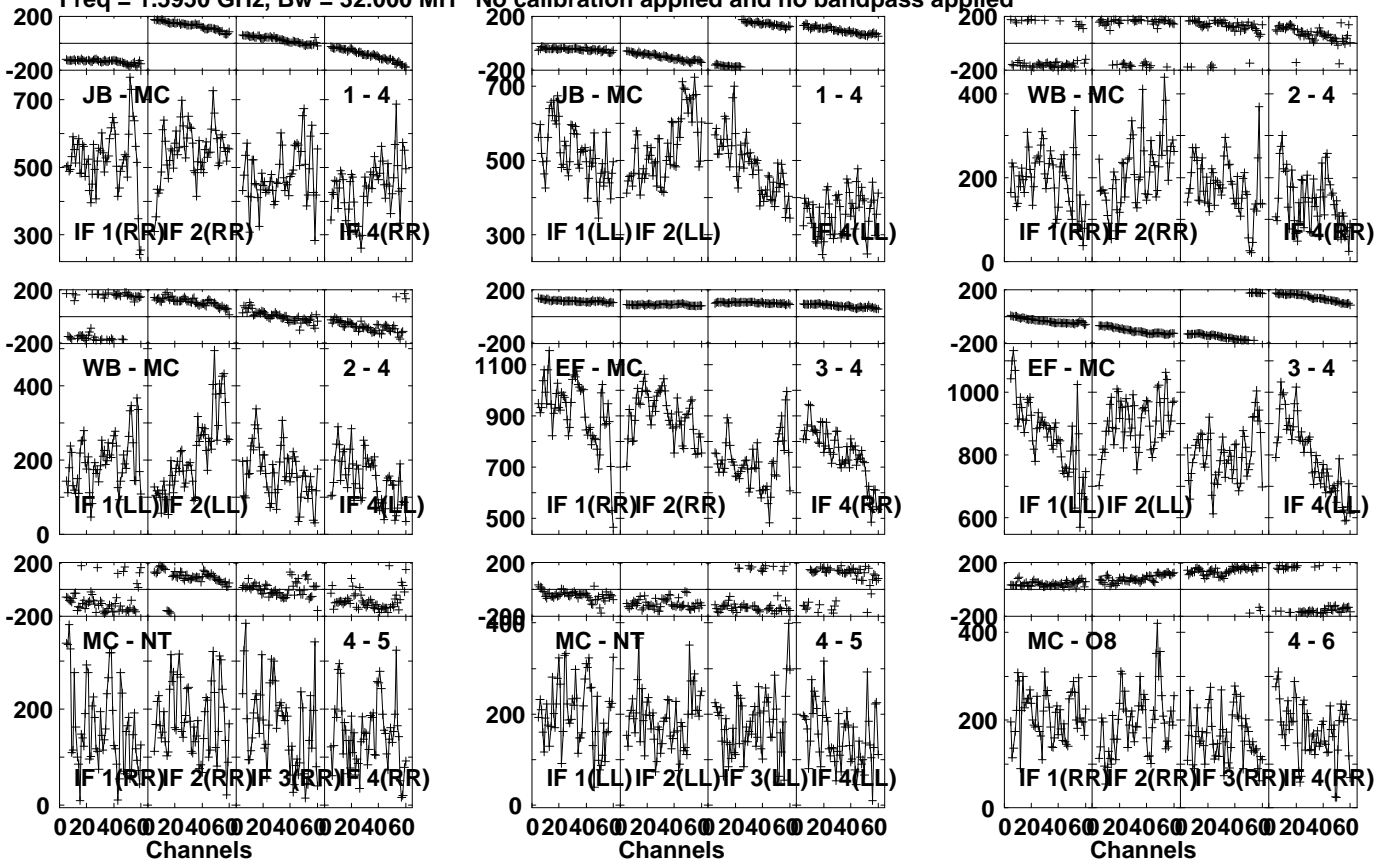 Freq = 1.5950 GHz, Bw = 32.000 MH No calibration applied and no bandpass applied
200
-200
700
500
300
JB - MC 1 - 4
IF 1(RR) IF 2(RR) IF 4(RR)
200
-200
700
500
300
JB - MC 1 - 4
IF 1(LL) IF 2(LL) IF 4(LL)
200
-200
400
200
0
WB - MC 2 - 4
IF 1(RR) IF 2(RR) IF 4(RR)
200
-200
400
200
0
WB - MC 2 - 4
IF 1(LL) IF 2(LL) IF 4(LL)
200
-200
1100
900
700
500
EF - MC 3 - 4
IF 1(RR) IF 2(RR) IF 4(RR)
200
-200
1000
800
600
EF - MC 3 - 4
IF 1(LL) IF 2(LL) IF 4(LL)
200
-200
200
0
MC - NT 4 - 5
IF 1(RR) IF 2(RR) IF 3(RR) IF 4(RR)
0 20 40 60 0 20 40 60 0 20 40 60 0 20 40 60
Channels
200
-200
400
200
0
MC - NT 4 - 5
IF 1(LL) IF 2(LL) IF 3(LL) IF 4(LL)
0 20 40 60 0 20 40 60 0 20 40 60 0 20 40 60
Channels
200
-200
400
200
0
MC - O8 4 - 6
IF 1(RR) IF 2(RR) IF 3(RR) IF 4(RR)
0 20 40 60 0 20 40 60 0 20 40 60 0 20 40 60
Channels